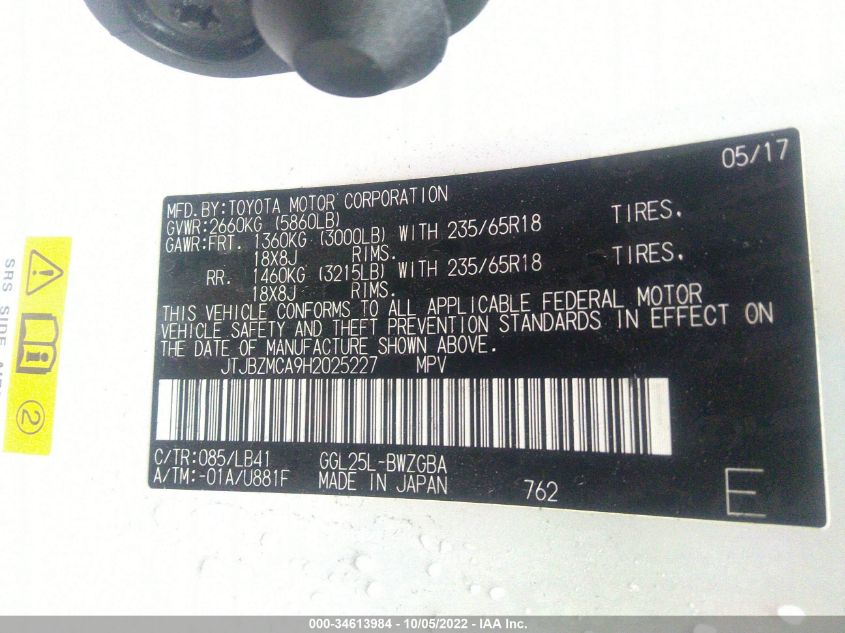 05/17
MFD. BY:TOYOTA MOTOR CORPORATION
GVWR:2660KG (5860LB)
GAWR:FRT. 1360KG (3000LB) WITH 235/65R18 TIRES.
18X8J RIMS.
RR. 1460KG (3215LB) WITH 235/65R18 TIRES.
18X8J RIMS.
THIS VEHICLE CONFORMS TO ALL APPLICABLE FEDERAL MOTOR
VEHICLE SAFETY AND THEFT PREVENTION STANDARDS IN EFFECT ON
THE DATE OF MANUFACTURE SHOWN ABOVE.
JTJBZMCA9H2025227 MPV
C/TR:085/LB41 GGL25L-BWZGBA
A/TM:-01A/U881F MADE IN JAPAN 762 E
SRS SIDE
2
000-34613984 - 10/05/2022 - IAA Inc.